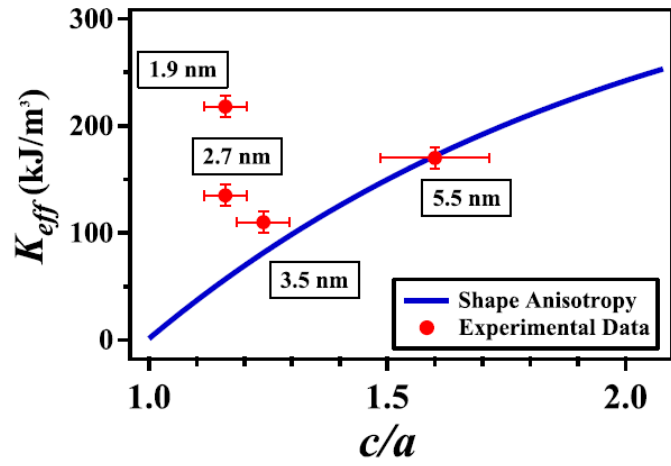 300
200
100
0
K_eff (kJ/m³)
1.9 nm
2.7 nm
3.5 nm
5.5 nm
Shape Anisotropy
Experimental Data
1.0
1.5
2.0
c/a